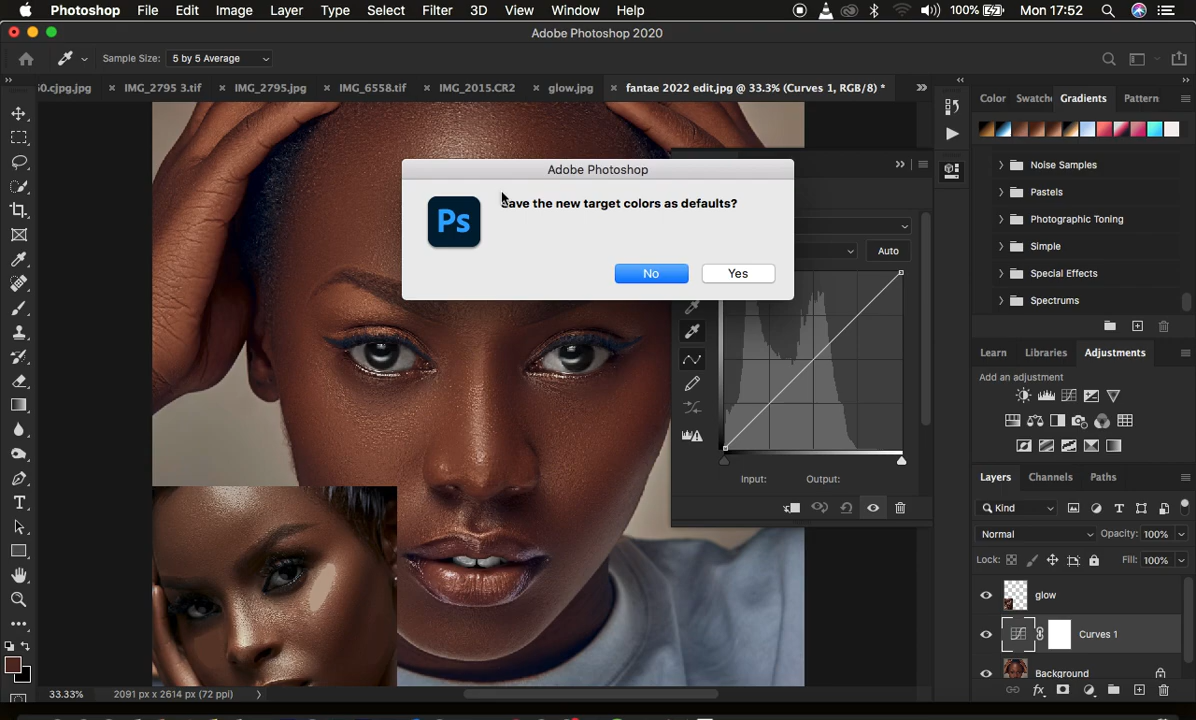 Photoshop File Edit Image Layer Type Select Filter 3D View Window Help 100% Mon 17:52
Adobe Photoshop 2020
Sample Size: 5 by 5 Average
50.cjpg.jpg IMG_2795 3.tif IMG_2795.jpg IMG_6558.tif IMG_2015.CR2 glow.jpg fantae 2022 edit.jpg @ 33.3% (Curves 1, RGB/8) *
Color Swatche Gradients Pattern
Adobe Photoshop
Save the new target colors as defaults?
Ps
No Yes
Auto
Input: Output:
Noise Samples
Pastels
Photographic Toning
Simple
Special Effects
Spectrums
Learn Libraries Adjustments
Add an adjustment
Layers Channels Paths
Kind
Normal Opacity: 100%
Lock: Fill: 100%
glow
Curves 1
Background
fx
33.33% 2091 px x 2614 px (72 ppi)